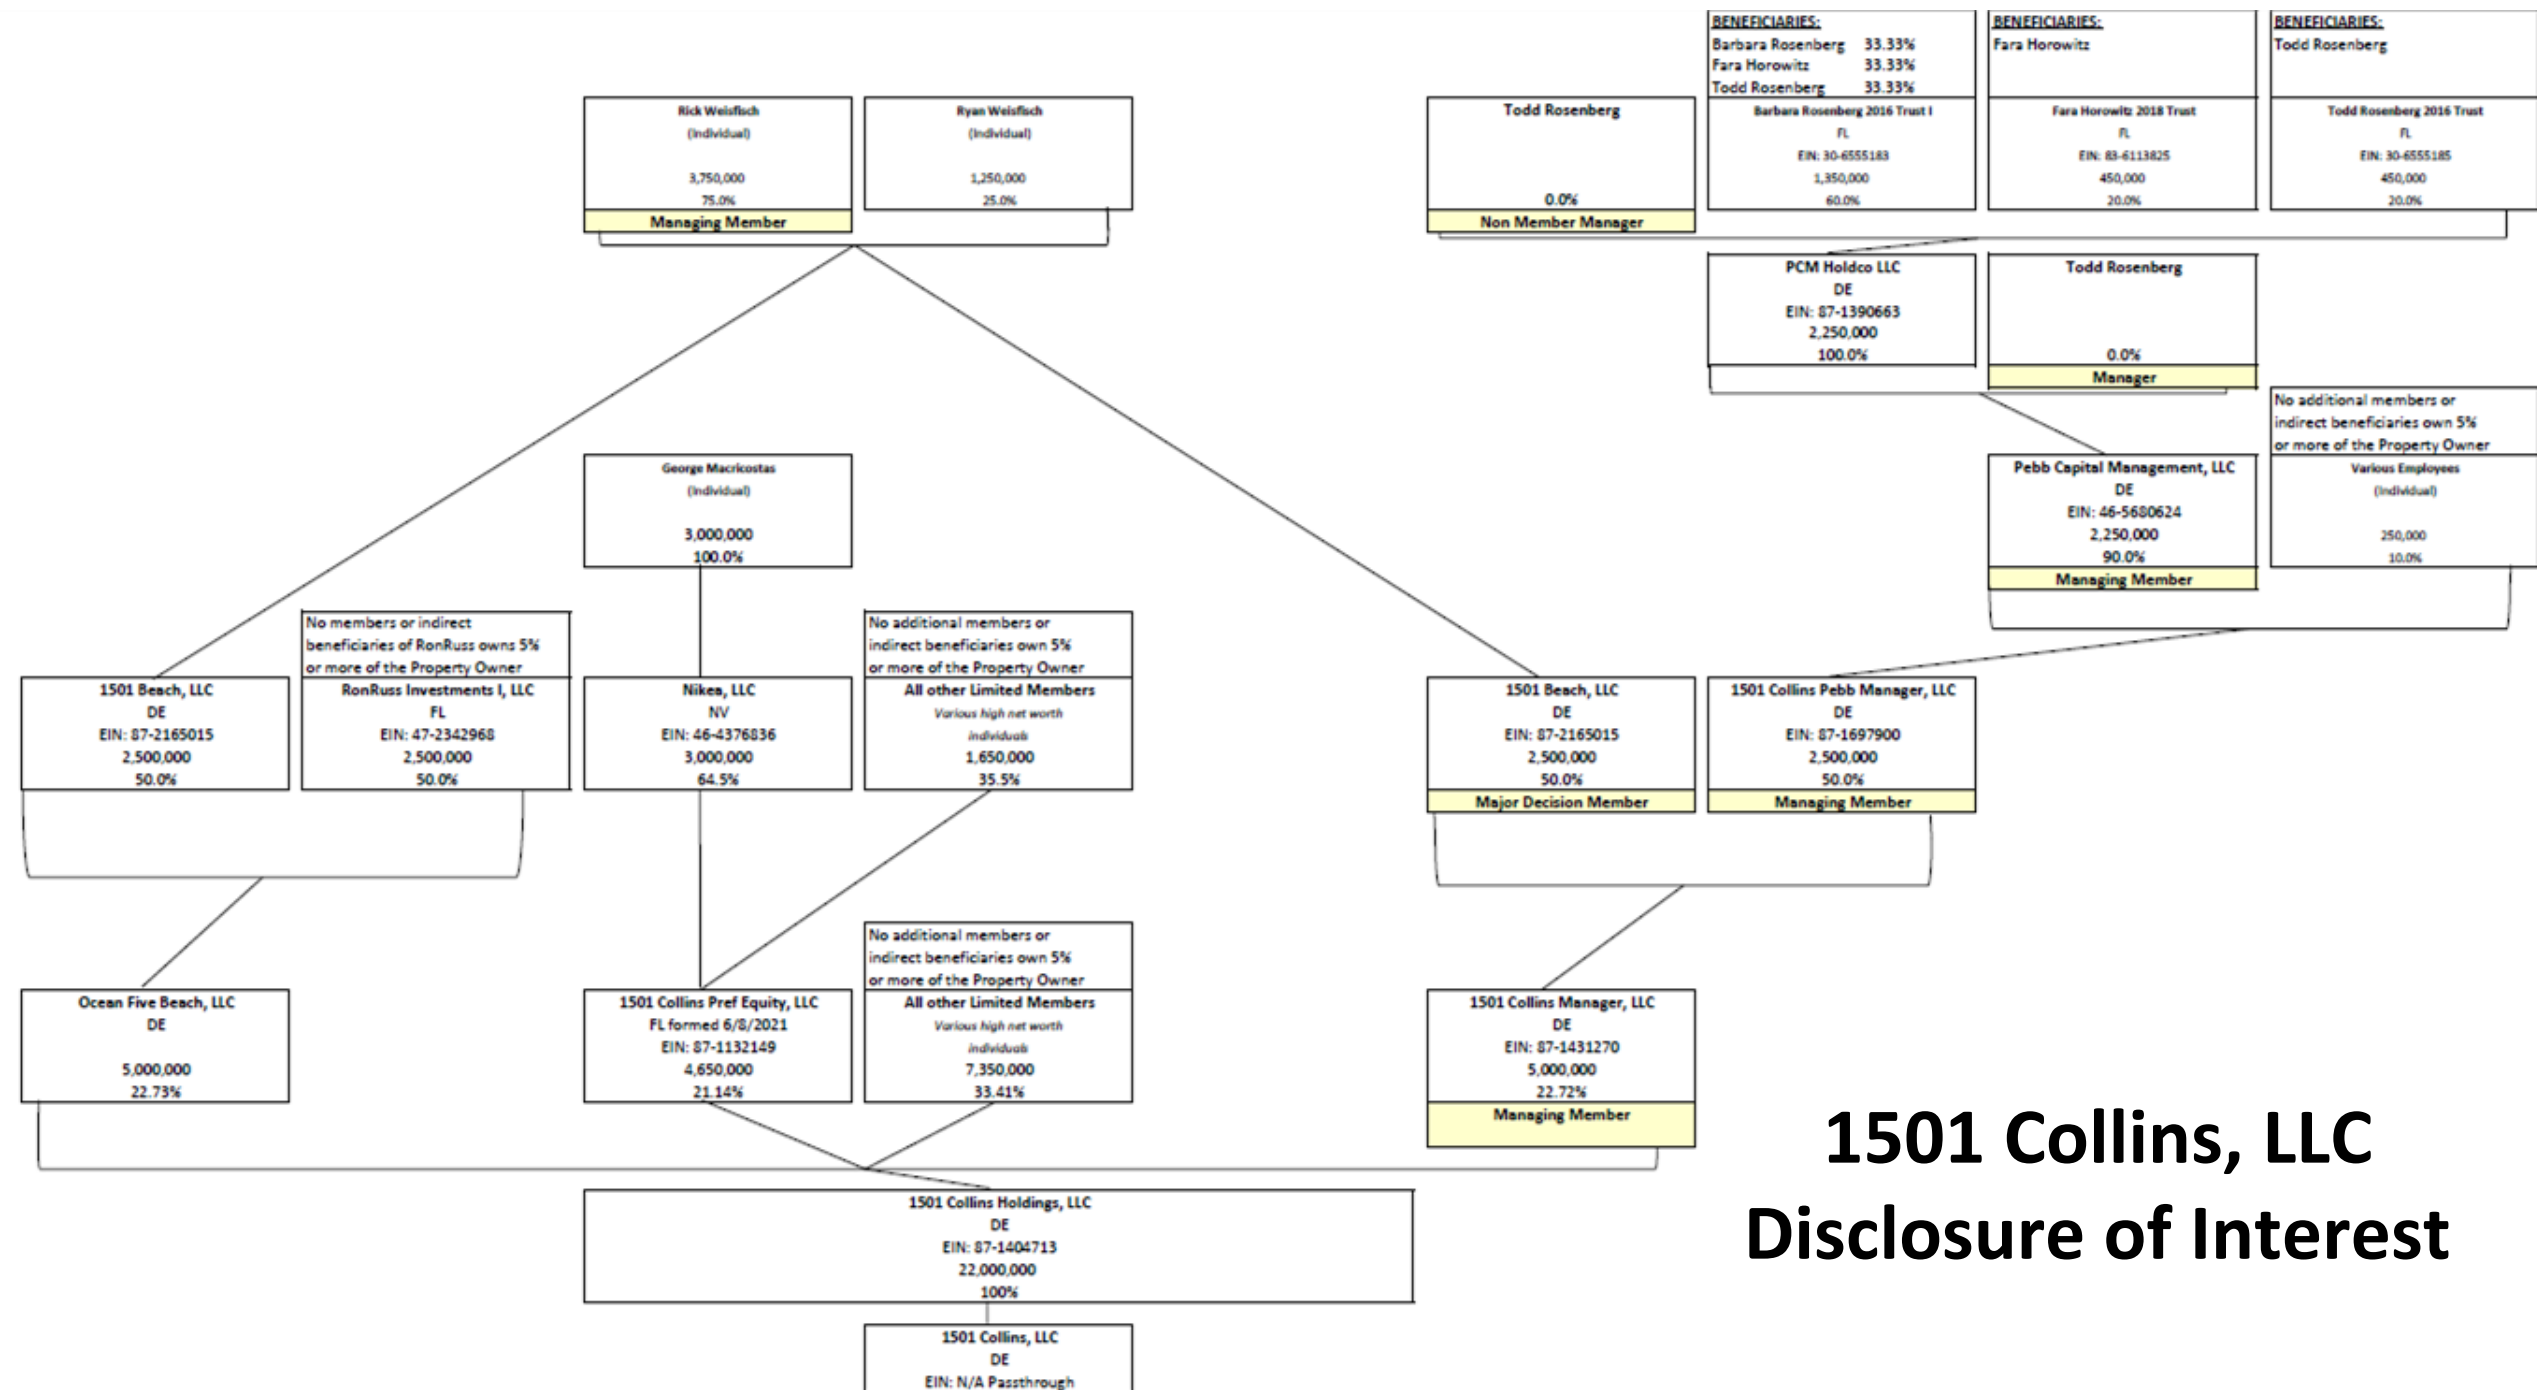 BENEFICIARIES:
Barbara Rosenberg 33.33%
Fara Horowitz 33.33%
Todd Rosenberg 33.33%
BENEFICIARIES:
Fara Horowitz
BENEFICIARIES:
Todd Rosenberg
Rick Weisfisch
(Individual)
3,750,000
75.0%
Managing Member
Ryan Weisfisch
(Individual)
1,250,000
25.0%
Todd Rosenberg
0.0%
Non Member Manager
Barbara Rosenberg 2016 Trust I
FL
EIN: 30-6555183
1,350,000
60.0%
Fara Horowitz 2018 Trust
FL
EIN: 83-6113825
450,000
20.0%
Todd Rosenberg 2016 Trust
FL
EIN: 30-6555185
450,000
20.0%
PCM Holdco LLC
DE
EIN: 87-1390663
2,250,000
100.0%
Todd Rosenberg
0.0%
Manager
No additional members or
indirect beneficiaries own 5%
or more of the Property Owner
George Macricostas
(Individual)
3,000,000
100.0%
Pebb Capital Management, LLC
DE
EIN: 46-5680624
2,250,000
90.0%
Managing Member
Various Employees
(Individual)
250,000
10.0%
No members or indirect
beneficiaries of RonRuss owns 5%
or more of the Property Owner
No additional members or
indirect beneficiaries own 5%
or more of the Property Owner
1501 Beach, LLC
DE
EIN: 87-2165015
2,500,000
50.0%
RonRuss Investments I, LLC
FL
EIN: 47-2342968
2,500,000
50.0%
Nikea, LLC
NV
EIN: 46-4376836
3,000,000
64.5%
All other Limited Members
Various high net worth
individuals
1,650,000
35.5%
1501 Beach, LLC
DE
EIN: 87-2165015
2,500,000
50.0%
Major Decision Member
1501 Collins Pebb Manager, LLC
DE
EIN: 87-1697900
2,500,000
50.0%
Managing Member
No additional members or
indirect beneficiaries own 5%
or more of the Property Owner
Ocean Five Beach, LLC
DE
5,000,000
22.73%
1501 Collins Pref Equity, LLC
FL formed 6/8/2021
EIN: 87-1132149
4,650,000
21.14%
All other Limited Members
Various high net worth
individuals
7,350,000
33.41%
1501 Collins Manager, LLC
DE
EIN: 87-1431270
5,000,000
22.72%
Managing Member
1501 Collins Holdings, LLC
DE
EIN: 87-1404713
22,000,000
100%
1501 Collins, LLC
DE
EIN: N/A Passthrough
1501 Collins, LLC
Disclosure of Interest